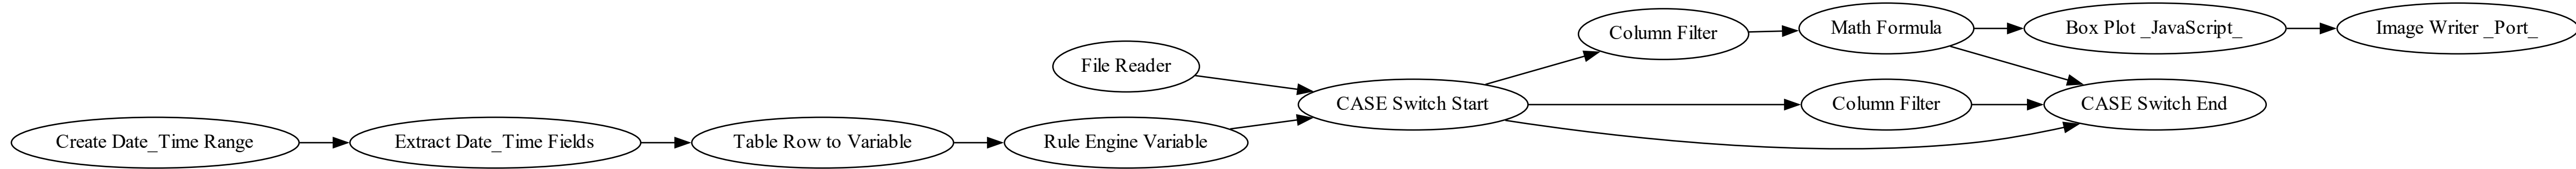 Create Date_Time Range
Extract Date_Time Fields
Table Row to Variable
Rule Engine Variable
File Reader
CASE Switch Start
Column Filter
Math Formula
Box Plot _JavaScript_
Image Writer _Port_
Column Filter
CASE Switch End